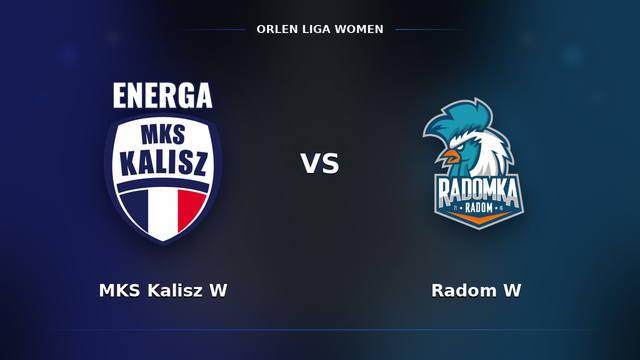 ORLEN LIGA WOMEN
ENERGA
MKS
KALISZ
VS
RADOMKA
RADOM
MKS Kalisz W
Radom W